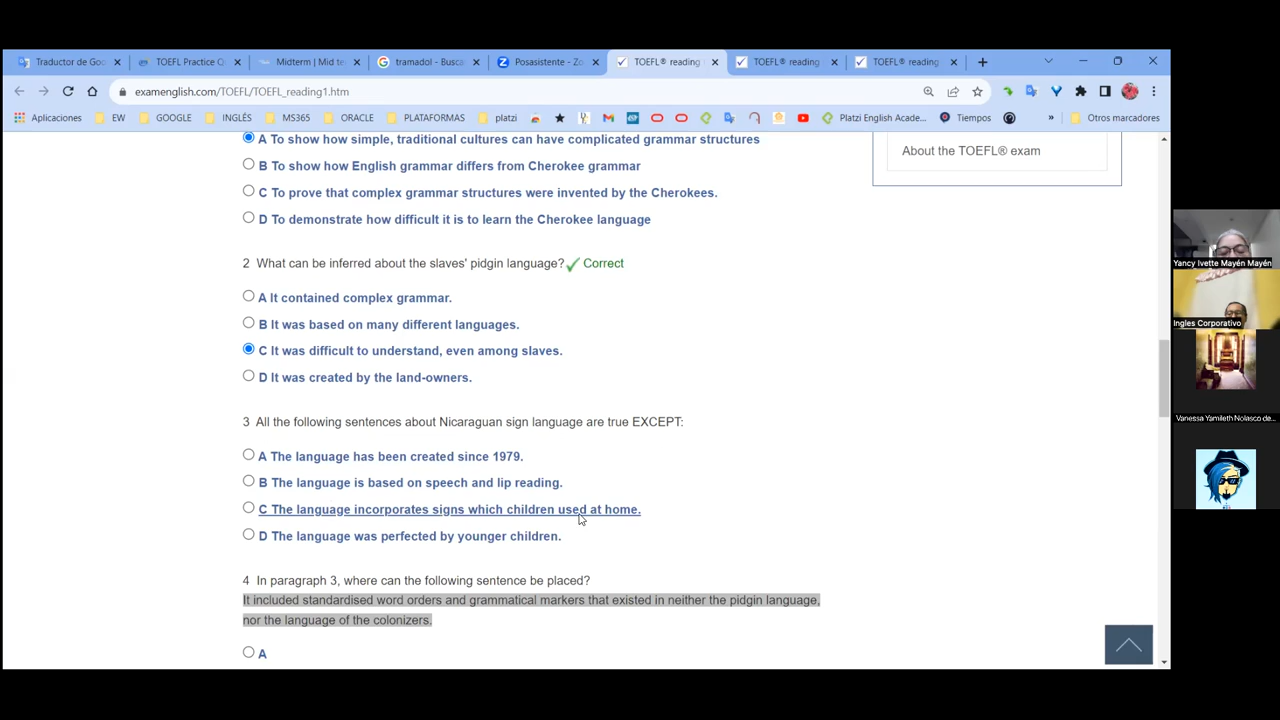 Traductor de Goo
TOEFL Practice Q
Midterm | Mid te
tramadol - Busca
Posasistente - Zo
TOEFL® reading
TOEFL® reading
TOEFL® reading
examenglish.com/TOEFL/TOEFL_reading1.htm
Aplicaciones
EW
GOOGLE
INGLÉS
MS365
ORACLE
PLATAFORMAS
platzi
Platzi English Acade...
Tiempos
»
Otros marcadores
A To show how simple, traditional cultures can have complicated grammar structures
About the TOEFL® exam
B To show how English grammar differs from Cherokee grammar
C To prove that complex grammar structures were invented by the Cherokees.
D To demonstrate how difficult it is to learn the Cherokee language
2 What can be inferred about the slaves' pidgin language? Correct
A It contained complex grammar.
B It was based on many different languages.
C It was difficult to understand, even among slaves.
D It was created by the land-owners.
3 All the following sentences about Nicaraguan sign language are true EXCEPT:
A The language has been created since 1979.
B The language is based on speech and lip reading.
C The language incorporates signs which children used at home.
D The language was perfected by younger children.
4 In paragraph 3, where can the following sentence be placed?
It included standardised word orders and grammatical markers that existed in neither the pidgin language,
nor the language of the colonizers.
A
Yancy Ivette Mayén Mayén
Ingles Corporativo
Vanessa Yamileth Nolasco de...